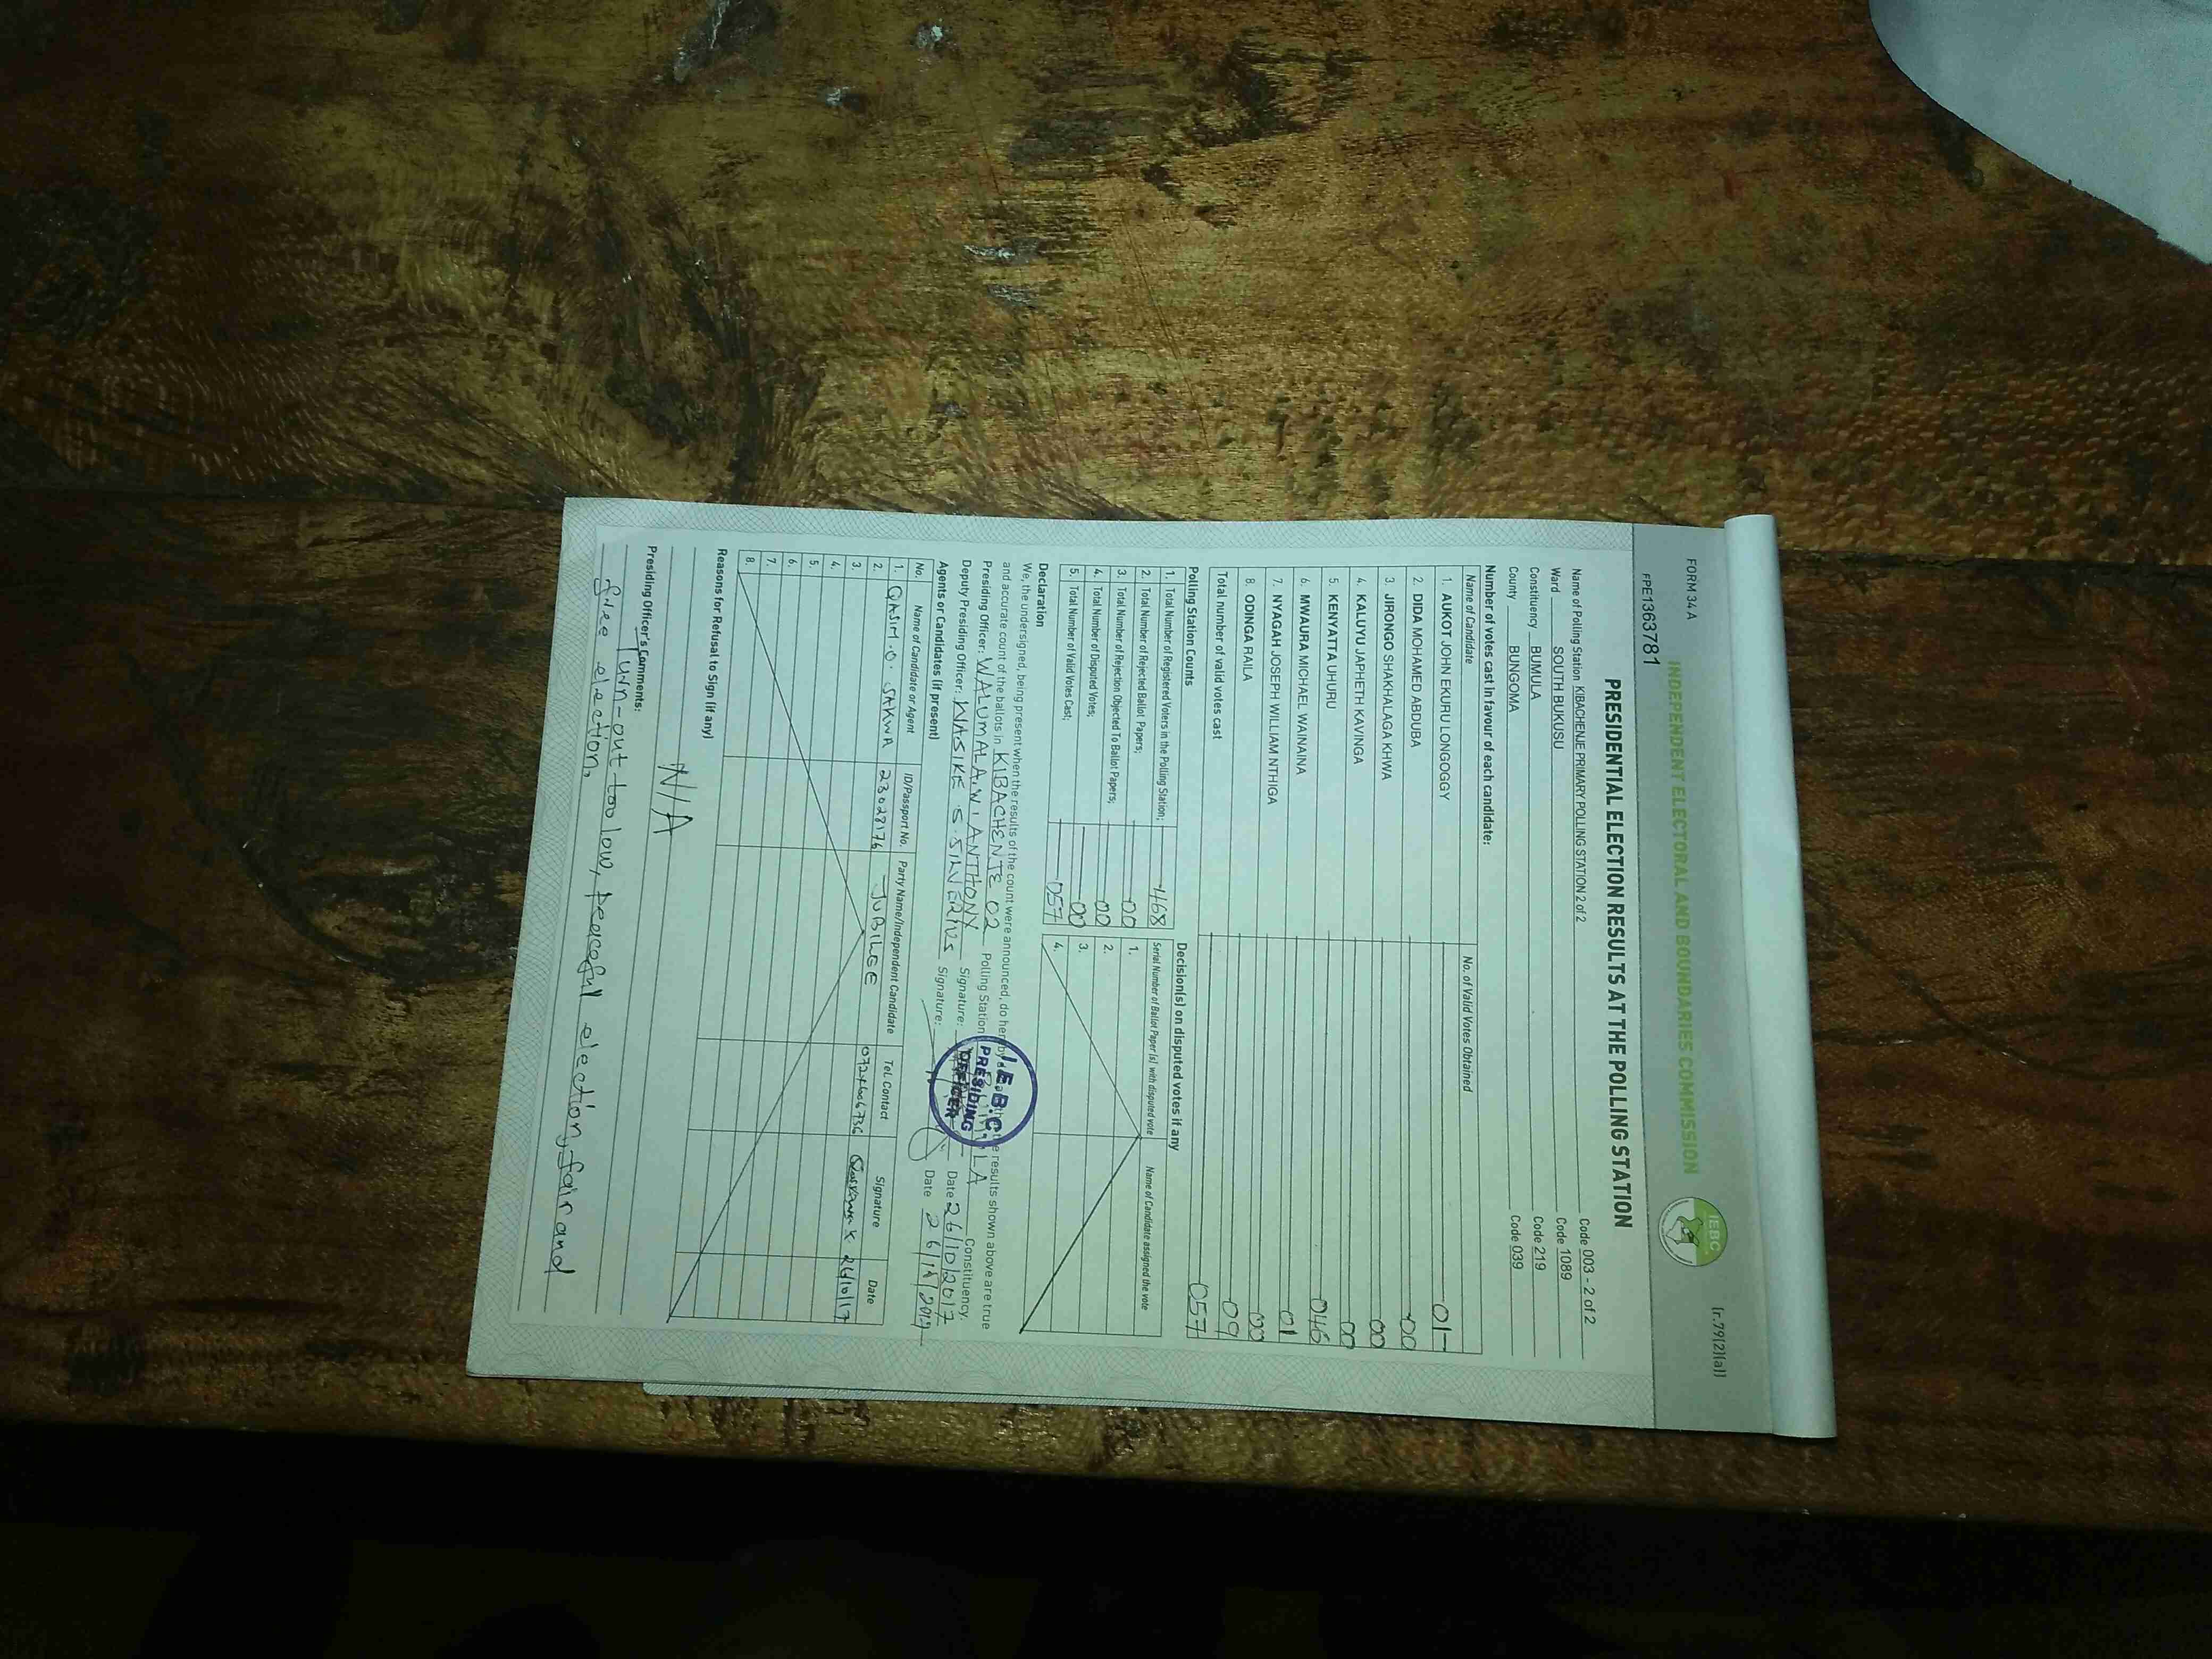 FORM 34 A
(r.79(2)(a))
INDEPENDENT ELECTORAL AND BOUNDARIES COMMISSION
IEBC
FPE1363781
PRESIDENTIAL ELECTION RESULTS AT THE POLLING STATION
Name of Polling Station KIBACHENJE PRIMARY POLLING STATION 2 of 2 Code 003 - 2 of 2
Ward SOUTH BUKUSU Code 1089
Constituency BUMULA Code 219
County BUNGOMA Code 039
Number of votes cast in favour of each candidate:
Name of Candidate No. of Valid Votes Obtained
1. AUKOT JOHN EKURU LONGOGGY 01
2. DIDA MOHAMED ABDUBA 00
3. JIRONGO SHAKHALAGA KHWA 00
4. KALUYU JAPHETH KAVINGA 00
5. KENYATTA UHURU 046
6. MWAURA MICHAEL WAINAINA 01
7. NYAGAH JOSEPH WILLIAM NTHIGA 00
8. ODINGA RAILA 09
Total number of valid votes cast 057
Polling Station Counts
1. Total Number of Registered Voters in the Polling Station; 468
2. Total Number of Rejected Ballot Papers; 00
3. Total Number of Rejection Objected To Ballot Papers; 00
4. Total Number of Disputed Votes; 00
5. Total Number of Valid Votes Cast; 057
Decision(s) on disputed votes if any
Serial Number of Ballot Paper (s) with disputed vote Name of Candidate assigned the vote
1.
2.
3.
4.
Declaration
We, the undersigned, being present when the results of the count were announced, do hereby results shown above are true
and accurate count of the ballots in KIBACHENJE 02 Polling Station Constituency.
Presiding Officer: WALUMALA.W. ANTHONY Signature: Date 26/10/2017
Deputy Presiding Officer: WASIKE .S. SILVERIUS Signature: Date 26/10/2017
I.E.B.C.
PRESIDING
OFFICER
Agents or Candidates (if present)
No. Name of Candidate or Agent ID/Passport No. Party Name/Independent Candidate Tel. Contact Signature Date
1. QASIM .O. SAKWA 23028176 JUBILEE 26/10/17
2.
3.
4.
5
6.
7.
8.
Reasons for Refusal to Sign (if any)
N/A
Presiding Officer's Comments:
Turn-out too low, peaceful election, fair and
free election.